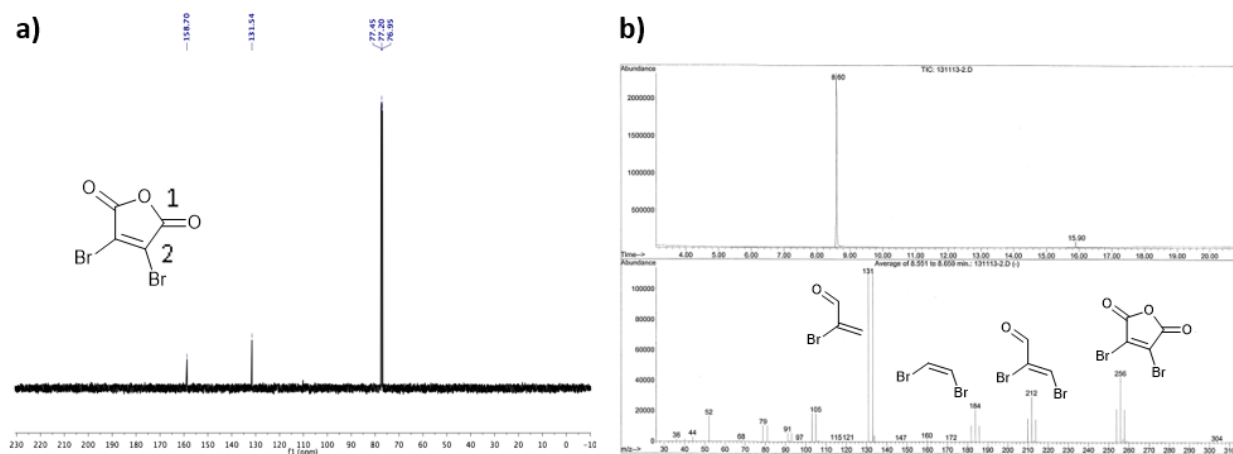 a)
158.70
131.54
77.45
77.20
76.95
O
O
1
O
2
Br
Br
230 220 210 200 190 180 170 160 150 140 130 120 110 100 90 80 70 60 50 40 30 20 10 0 -10
f1 (ppm)
b)
Abundance
TIC: 131113-2.D
8.60
2000000
1500000
1000000
500000
15.90
Time-->
4.00 5.00 6.00 7.00 8.00 9.00 10.00 11.00 12.00 13.00 14.00 15.00 16.00 17.00 18.00 19.00 20.00
Abundance
Average of 8.551 to 8.659 min.: 131113-2.D (-)
131
100000
80000
60000
40000
20000
0
O
Br
Br
Br
O
Br
Br
O
O
O
Br
Br
256
212
184
105
52
79
91
36
44
68
97
115
121
147
160
172
304
m/z-->
30 40 50 60 70 80 90 100 110 120 130 140 150 160 170 180 190 200 210 220 230 240 250 260 270 280 290 300 310